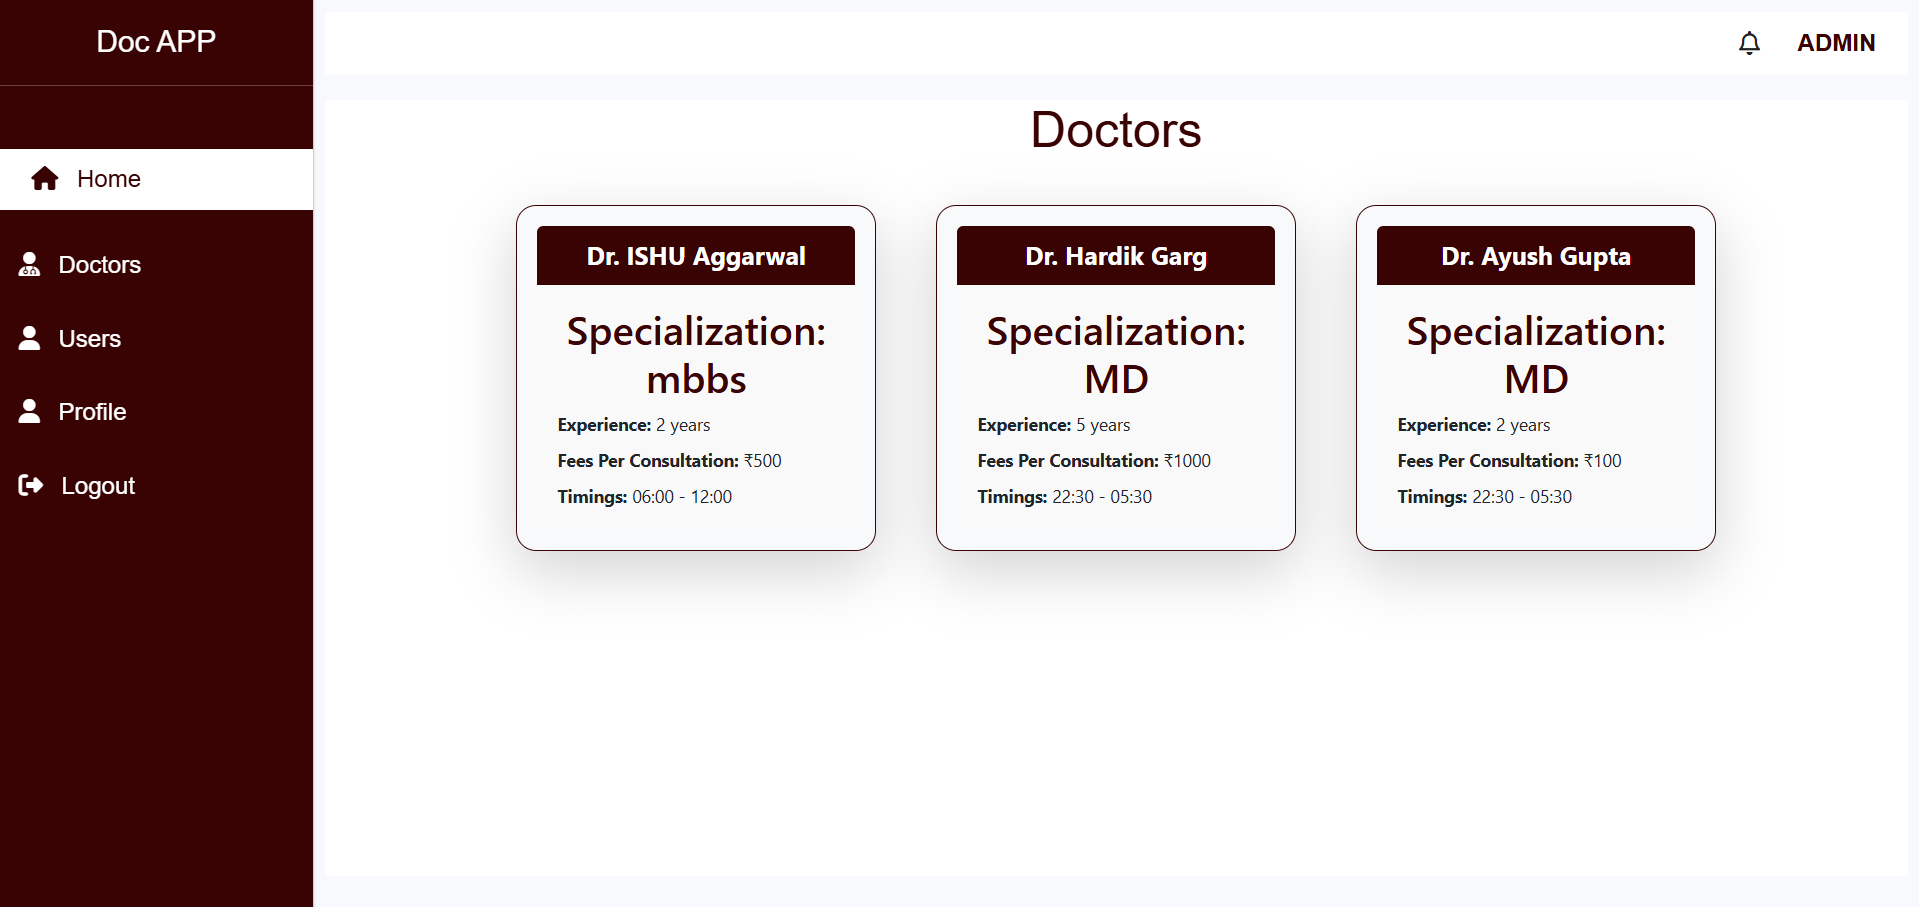 Doc APP
Home
Doctors
Users
Profile
Logout
ADMIN
Doctors
Dr. ISHU Aggarwal
Specialization:
mbbs
Experience: 2 years
Fees Per Consultation: ₹500
Timings: 06:00 - 12:00
Dr. Hardik Garg
Specialization:
MD
Experience: 5 years
Fees Per Consultation: ₹1000
Timings: 22:30 - 05:30
Dr. Ayush Gupta
Specialization:
MD
Experience: 2 years
Fees Per Consultation: ₹100
Timings: 22:30 - 05:30